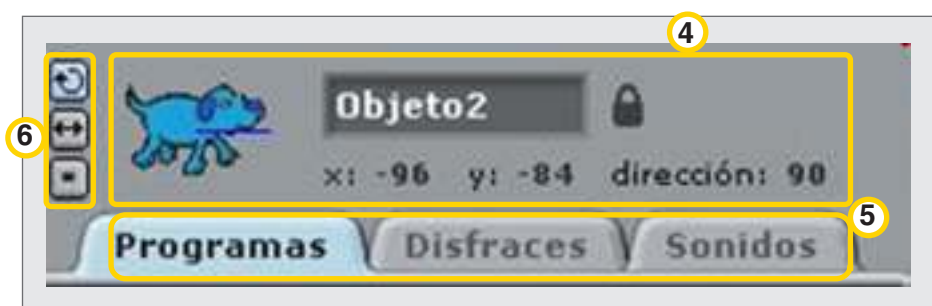 4
6
Objeto2
x: -96 y: -84 dirección: 90
5
Programas Disfraces Sonidos